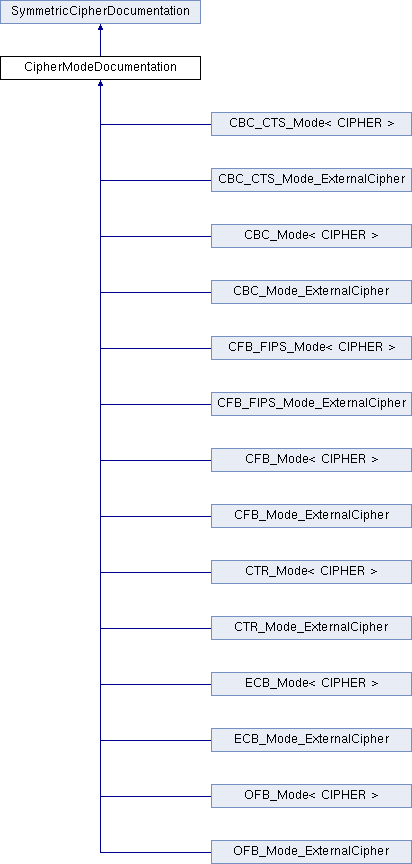 SymmetricCipherDocumentation
CipherModeDocumentation
CBC_CTS_Mode< CIPHER >
CBC_CTS_Mode_ExternalCipher
CBC_Mode< CIPHER >
CBC_Mode_ExternalCipher
CFB_FIPS_Mode< CIPHER >
CFB_FIPS_Mode_ExternalCipher
CFB_Mode< CIPHER >
CFB_Mode_ExternalCipher
CTR_Mode< CIPHER >
CTR_Mode_ExternalCipher
ECB_Mode< CIPHER >
ECB_Mode_ExternalCipher
OFB_Mode< CIPHER >
OFB_Mode_ExternalCipher